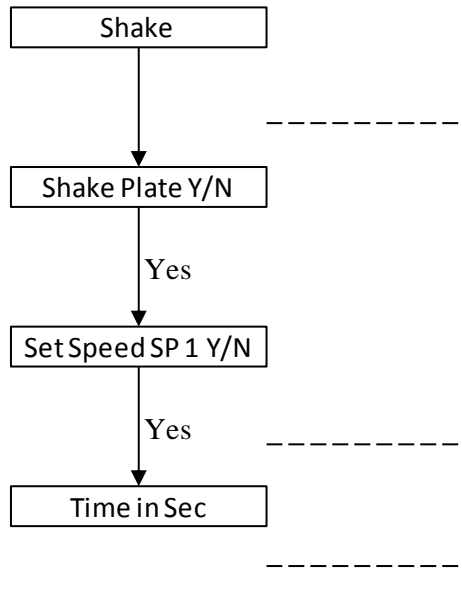 Shake
Shake Plate Y/N
Yes
Set Speed SP 1 Y/N
Yes
Time in Sec